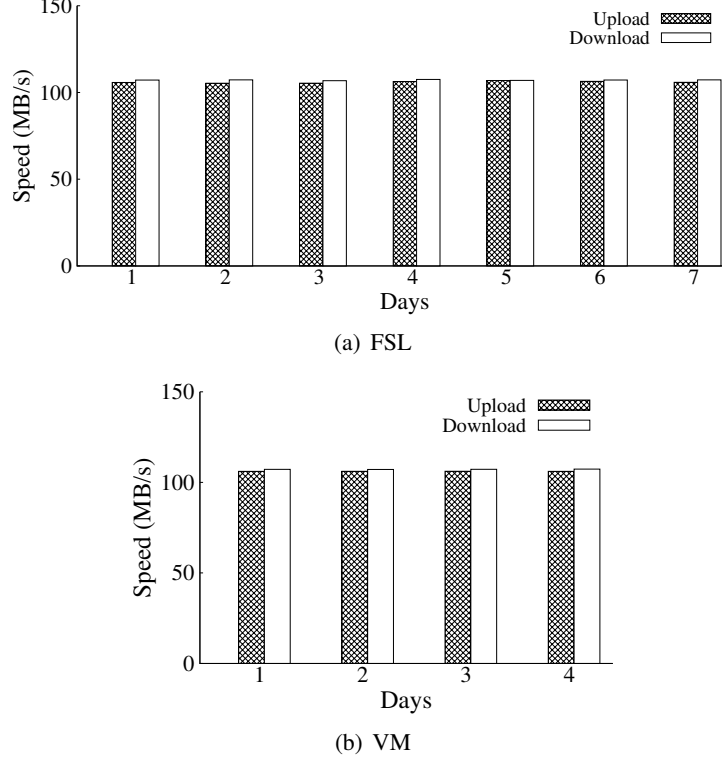 150
100
50
0
Speed (MB/s)
Upload
Download
1 2 3 4 5 6 7
Days
(a) FSL
150
100
50
0
Speed (MB/s)
Upload
Download
1 2 3 4
Days
(b) VM